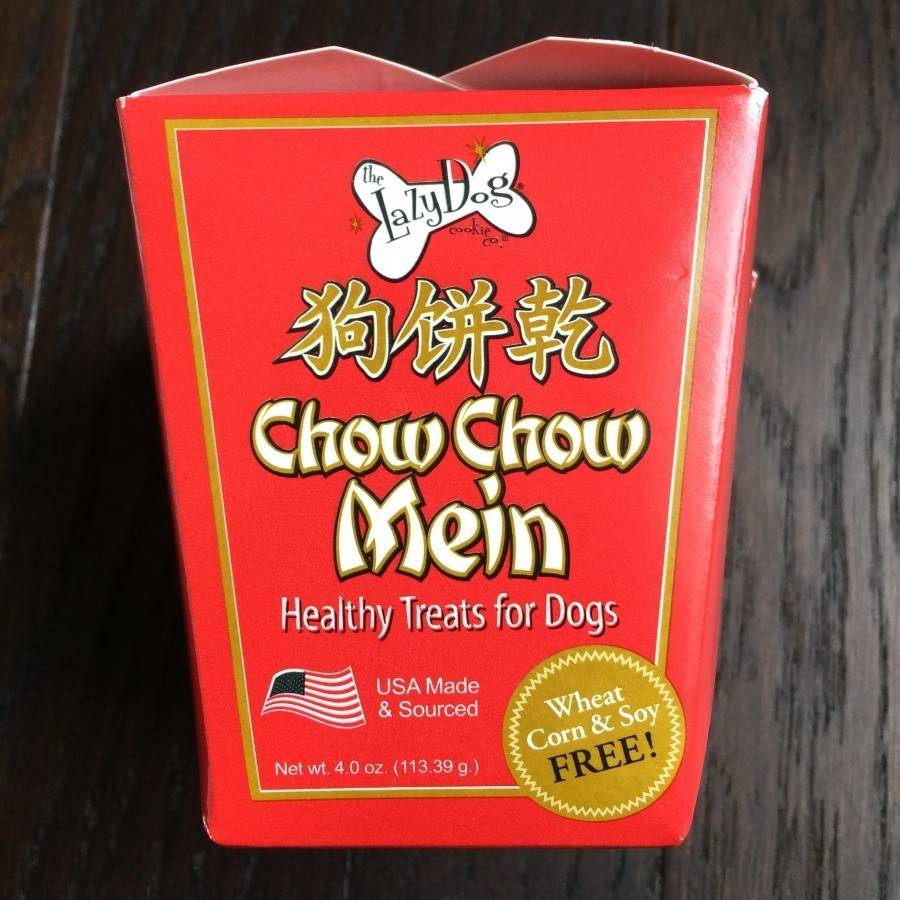 the
LazyDog®
cookie
co.™
狗饼乾
Chow Chow
Mein
Healthy Treats for Dogs
USA Made
& Sourced
Net wt. 4.0 oz. (113.39 g.)
Wheat
Corn & Soy
FREE!